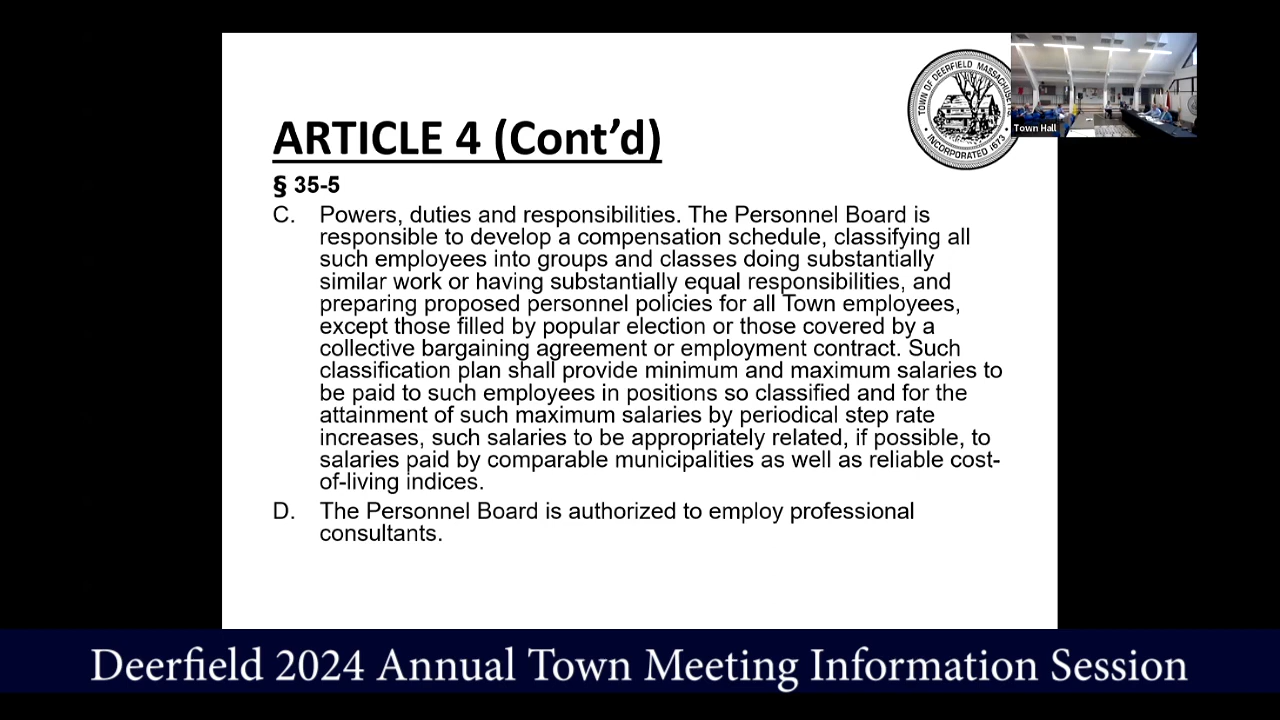 TOWN OF DEERFIELD MASSACHUSETTS
INCORPORATED 1673
Town Hall
ARTICLE 4 (Cont’d)
§ 35-5
C. Powers, duties and responsibilities. The Personnel Board is
responsible to develop a compensation schedule, classifying all
such employees into groups and classes doing substantially
similar work or having substantially equal responsibilities, and
preparing proposed personnel policies for all Town employees,
except those filled by popular election or those covered by a
collective bargaining agreement or employment contract. Such
classification plan shall provide minimum and maximum salaries to
be paid to such employees in positions so classified and for the
attainment of such maximum salaries by periodical step rate
increases, such salaries to be appropriately related, if possible, to
salaries paid by comparable municipalities as well as reliable cost-
of-living indices.
D. The Personnel Board is authorized to employ professional
consultants.
Deerfield 2024 Annual Town Meeting Information Session